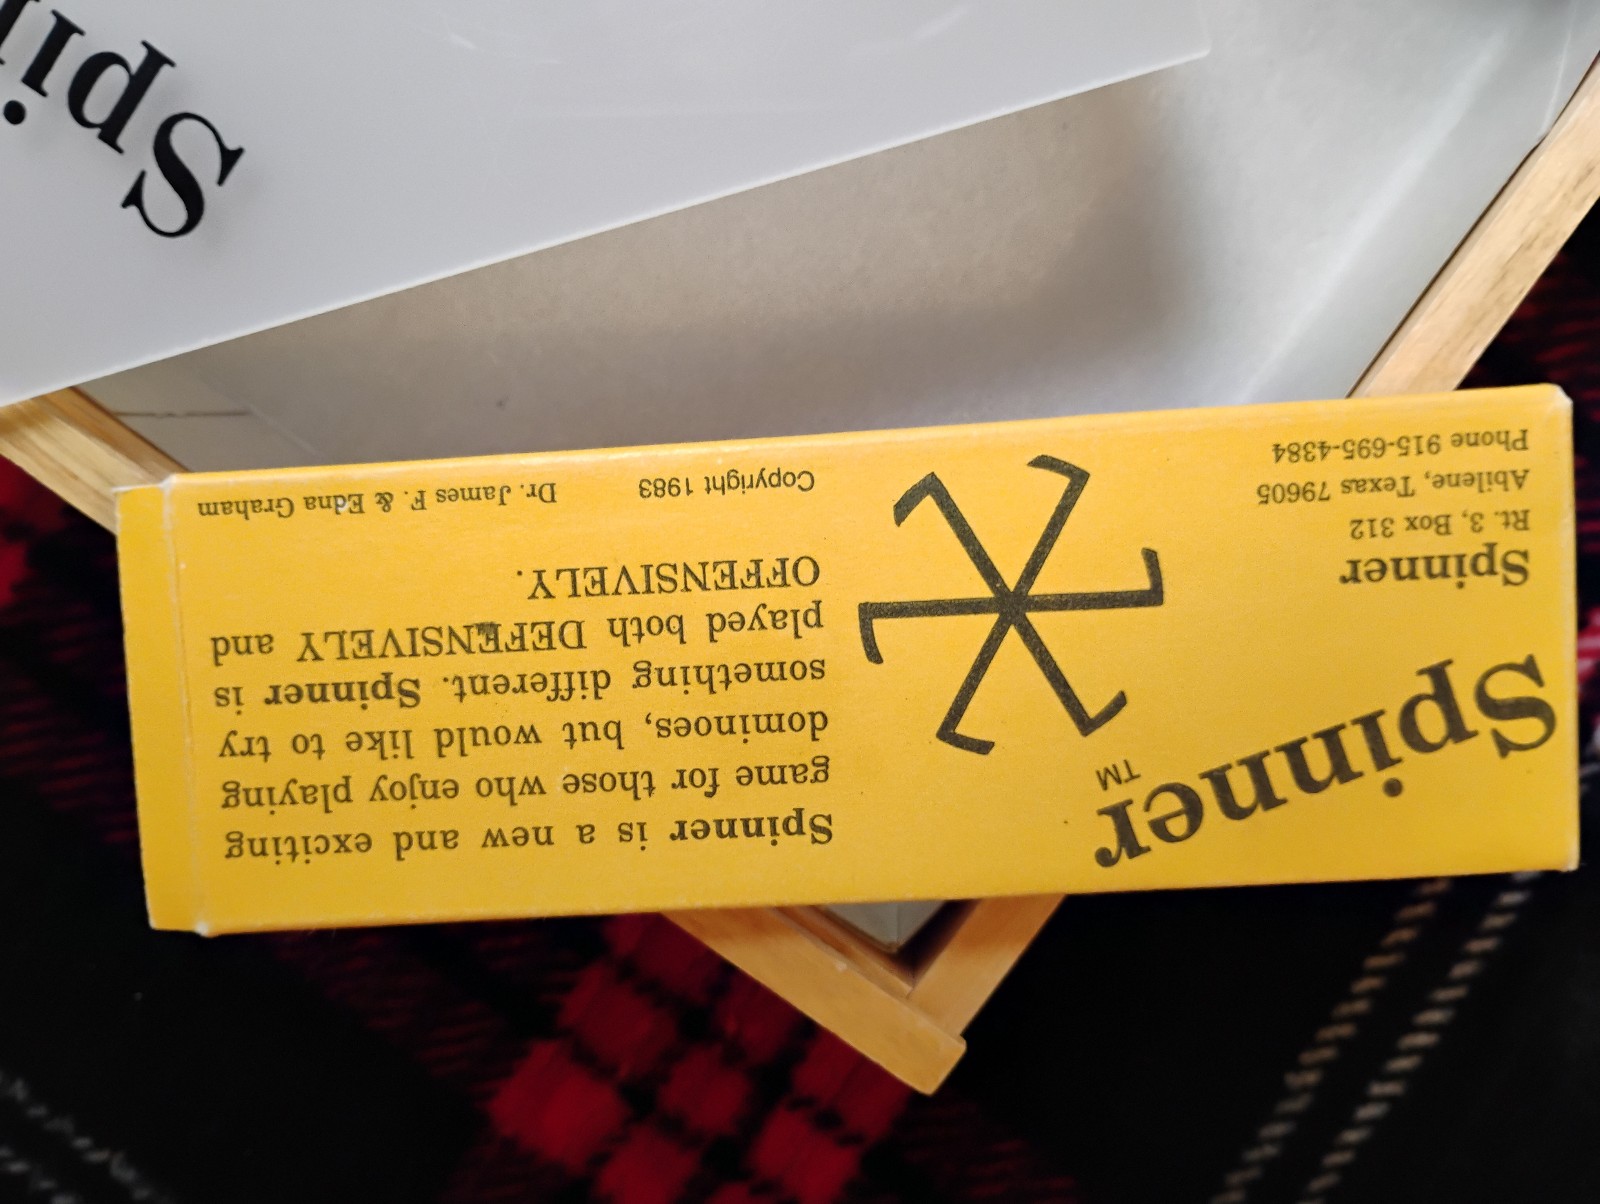 Spinner
TM
Spinner
Rt. 3, Box 312
Abilene, Texas 79605
Phone 915-695-4384
Spinner is a new and exciting
game for those who enjoy playing
dominoes, but would like to try
something different. Spinner is
played both DEFENSIVELY and
OFFENSIVELY.
Copyright 1983 Dr. James F. & Edna Graham
Spi